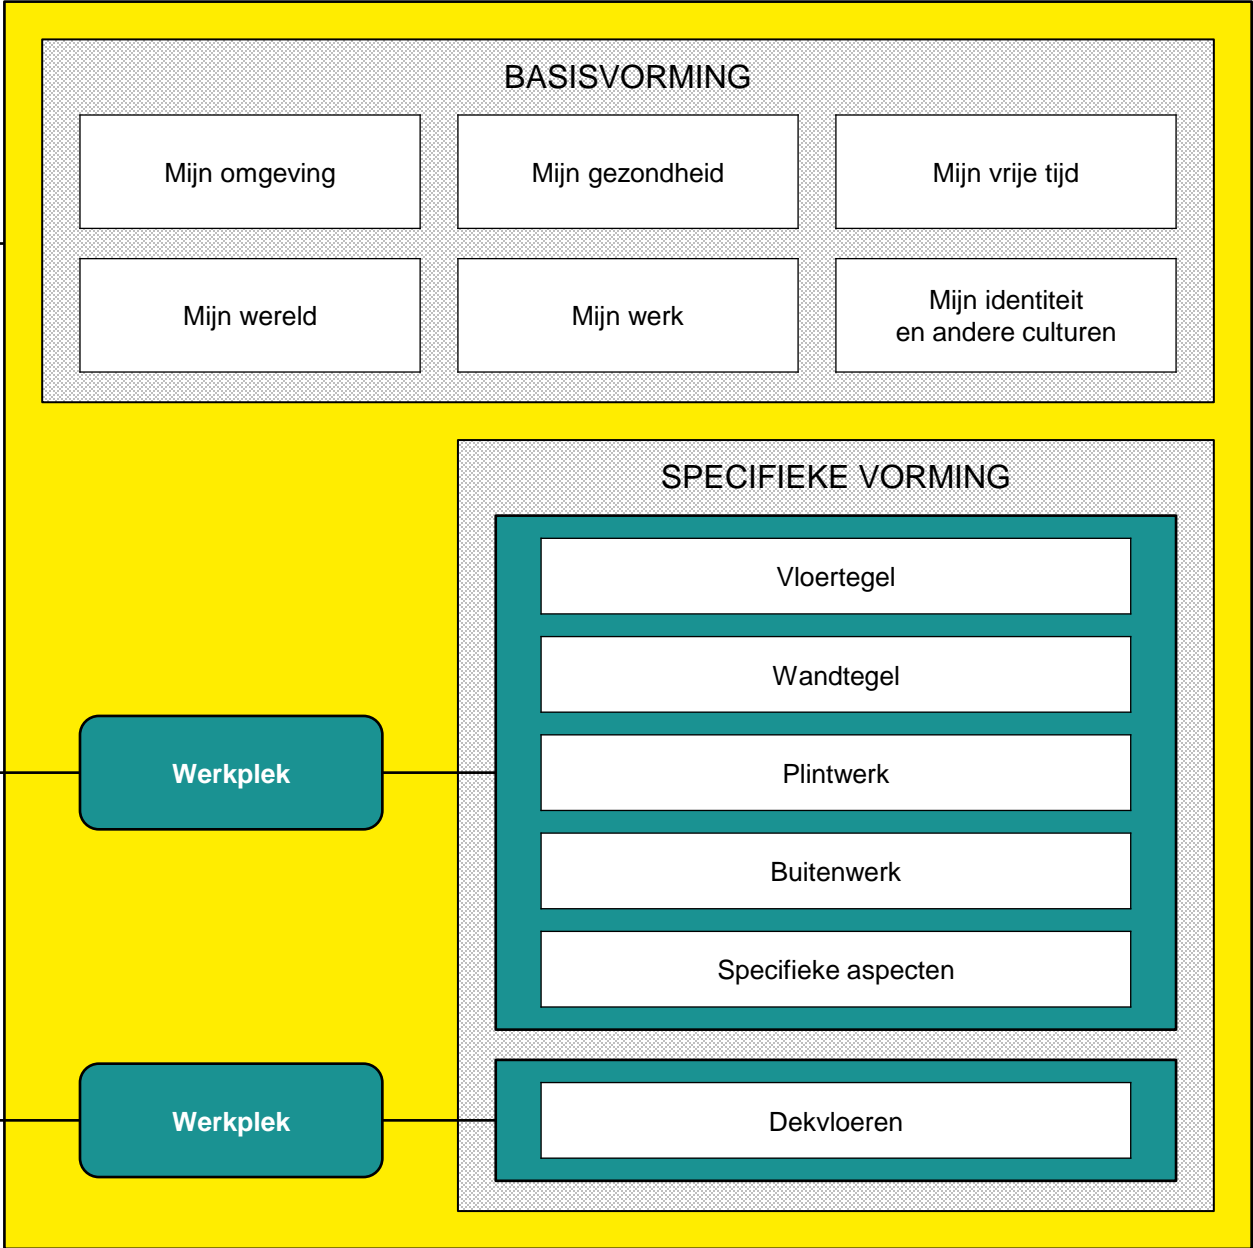 BASISVORMING
Mijn omgeving
Mijn gezondheid
Mijn vrije tijd
Mijn wereld
Mijn werk
Mijn identiteit
en andere culturen
SPECIFIEKE VORMING
Vloertegel
Wandtegel
Werkplek
Plintwerk
Buitenwerk
Specifieke aspecten
Werkplek
Dekvloeren